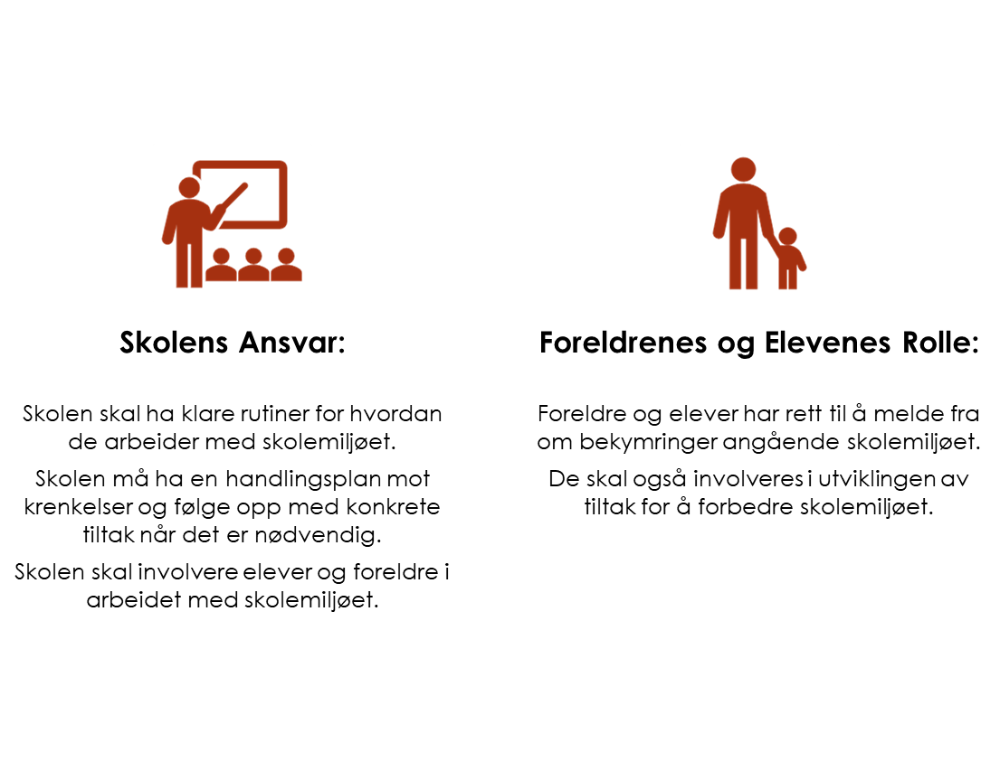 Skolens Ansvar:
Skolen skal ha klare rutiner for hvordan
de arbeider med skolemiljøet.
Skolen må ha en handlingsplan mot
krenkelser og følge opp med konkrete
tiltak når det er nødvendig.
Skolen skal involvere elever og foreldre i
arbeidet med skolemiljøet.
Foreldrenes og Elevenes Rolle:
Foreldre og elever har rett til å melde fra
om bekymringer angående skolemiljøet.
De skal også involveres i utviklingen av
tiltak for å forbedre skolemiljøet.